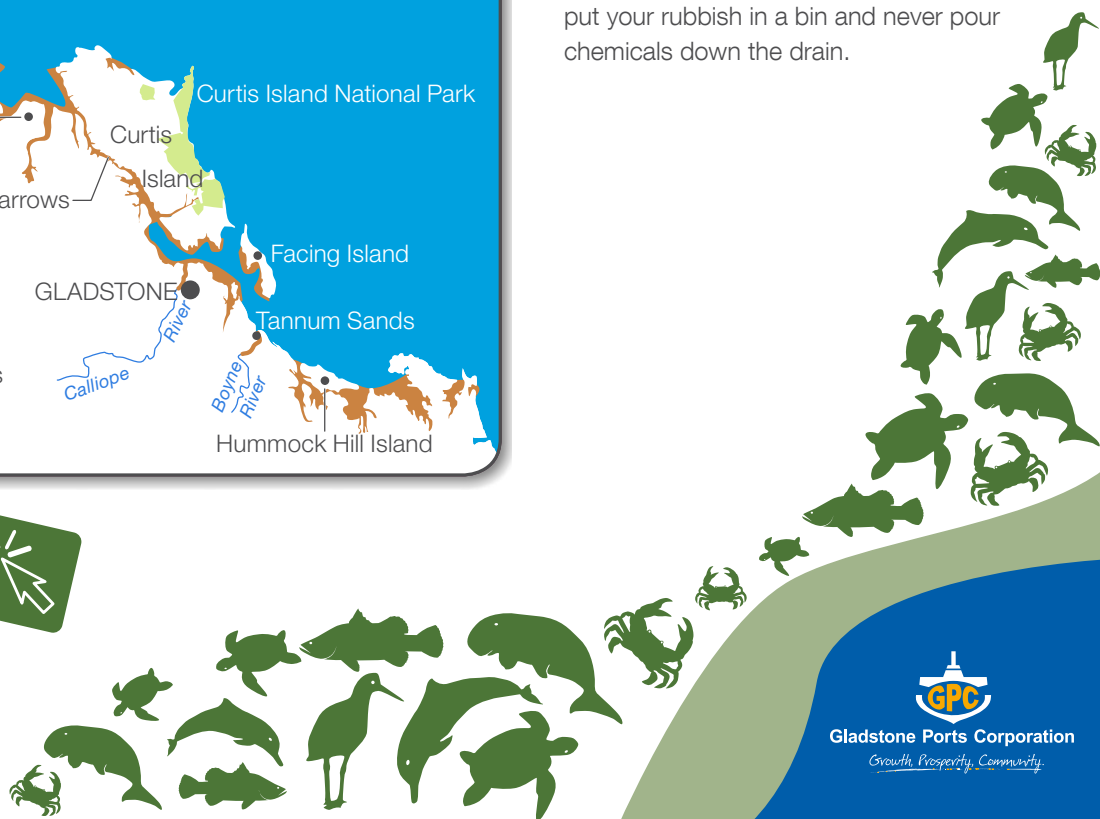 put your rubbish in a bin and never pour
chemicals down the drain.
Curtis Island National Park
Curtis
Island
arrows
Facing Island
GLADSTONE
Tannum Sands
River
Calliope
Boyne
River
s
Hummock Hill Island
GPC
Gladstone Ports Corporation
Growth, Prosperity, Community.